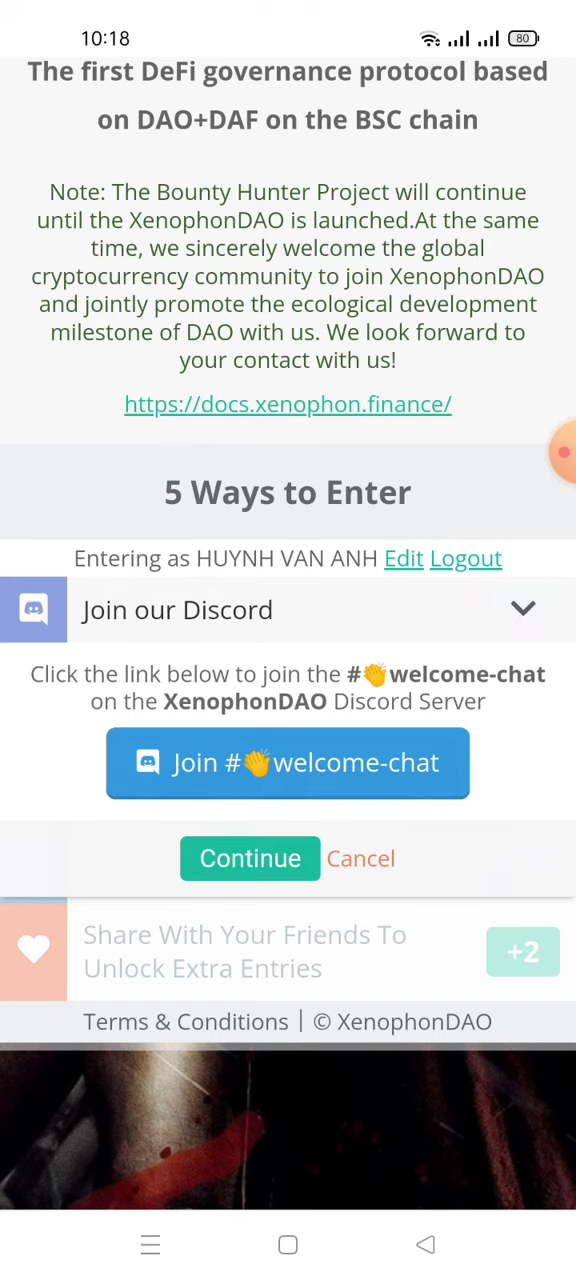 10:18
80
The first DeFi governance protocol based
on DAO+DAF on the BSC chain
Note: The Bounty Hunter Project will continue
until the XenophonDAO is launched.At the same
time, we sincerely welcome the global
cryptocurrency community to join XenophonDAO
and jointly promote the ecological development
milestone of DAO with us. We look forward to
your contact with us!
https://docs.xenophon.finance/
5 Ways to Enter
Entering as HUYNH VAN ANH Edit Logout
Join our Discord
Click the link below to join the #👏welcome-chat
on the XenophonDAO Discord Server
Join #👏welcome-chat
Continue Cancel
Share With Your Friends To
Unlock Extra Entries
+2
Terms & Conditions | © XenophonDAO